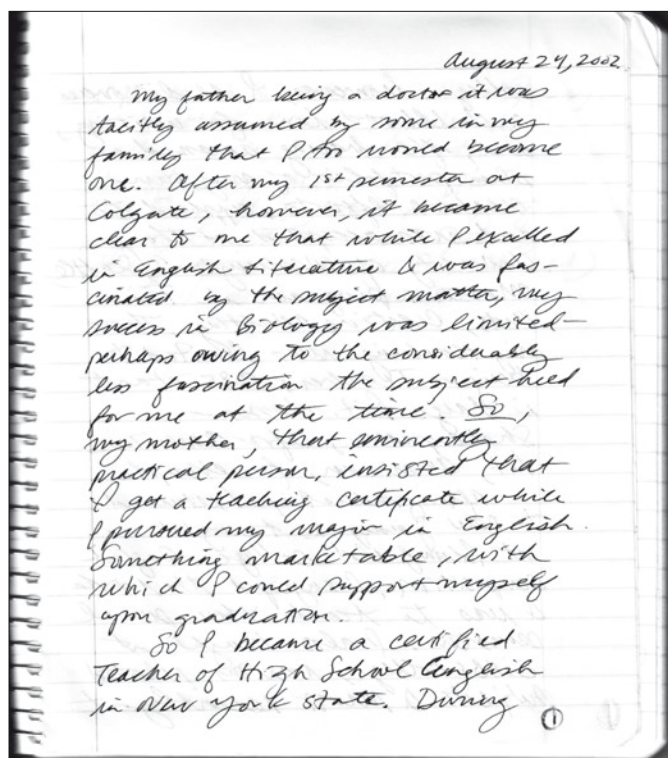 August 24, 2002
My father being a doctor it was
tacitly assumed by some in my
family that I too would become
one. After my 1st semester at
Colgate, however, it became
clear to me that while I excelled
in English Literature & was fas-
cinated by the subject matter, my
success in Biology was limited—
perhaps owing to the considerably
less fascination the subject held
for me at the time. So,
my mother, that eminently
practical person, insisted that
I get a teaching certificate while
I pursued my major in English.
Something marketable, with
which I could support myself
upon graduation.
So I became a certified
Teacher of High School English
in New York State. During
1